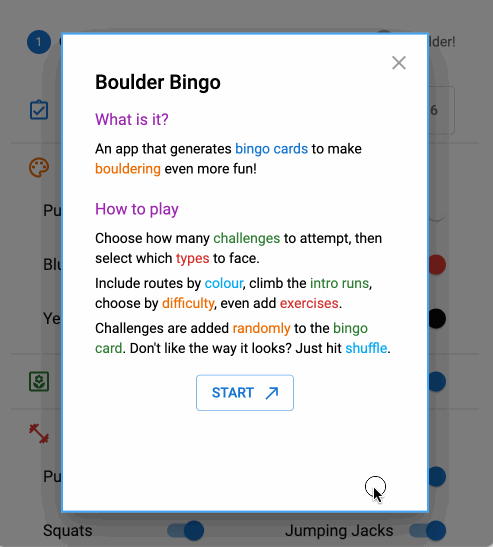 1
lder!
6
Boulder Bingo
What is it?
An app that generates bingo cards to make
bouldering even more fun!
How to play
Choose how many challenges to attempt, then
select which types to face.
Include routes by colour, climb the intro runs,
choose by difficulty, even add exercises.
Challenges are added randomly to the bingo
card. Don't like the way it looks? Just hit shuffle.
START
Pu
Blu
Ye
Pu
Squats
Jumping Jacks